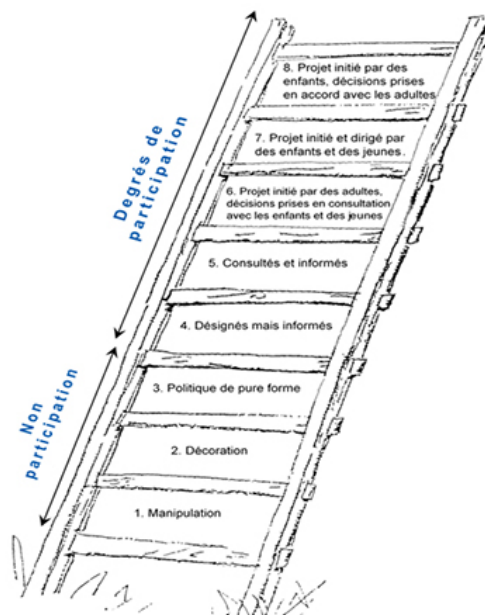 Degrés de
participation
Non
participation
8. Projet initié par des
enfants, décisions prises
en accord avec les adultes
7. Projet initié et dirigé par
des enfants et des jeunes.
6. Projet initié par des adultes,
décisions prises en consultation
avec les enfants et des jeunes
5. Consultés et informés
4. Désignés mais informés
3. Politique de pure forme
2. Décoration
1. Manipulation